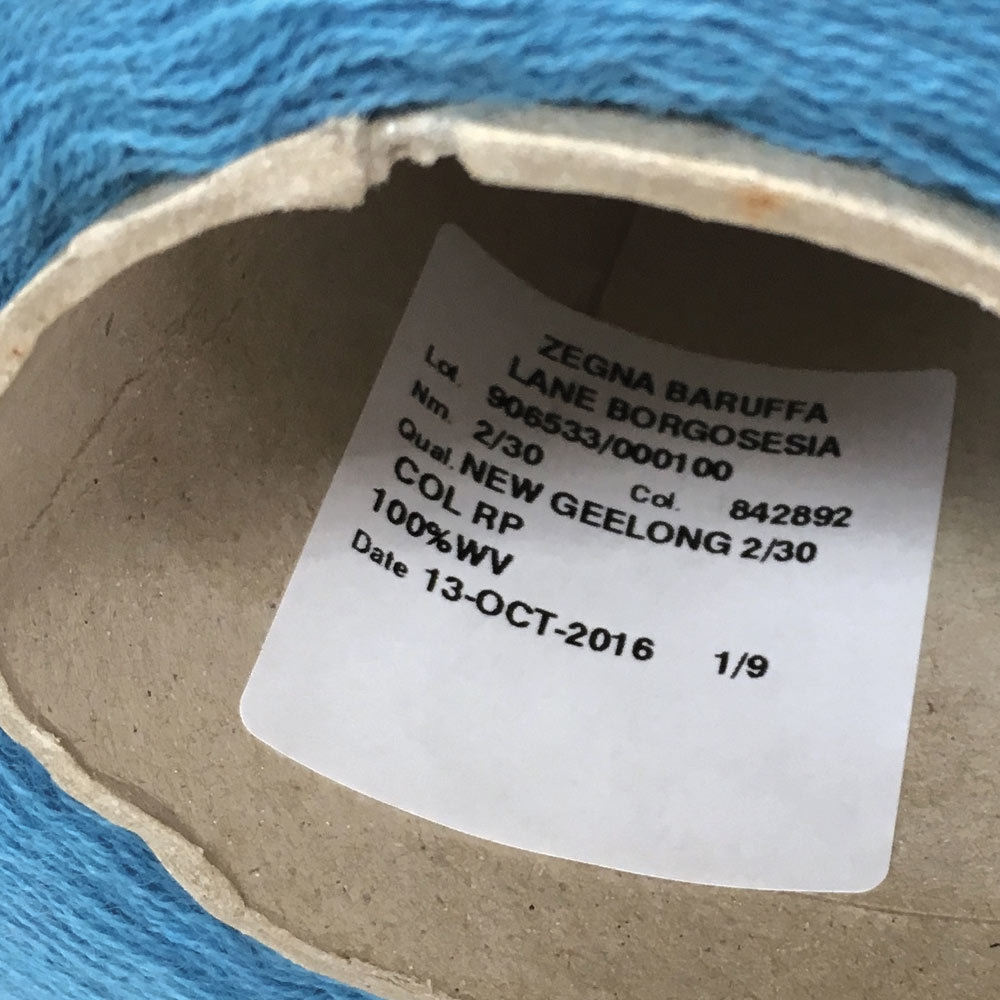 ZEGNA BARUFFA
LANE BORGOSESIA
Lot. 906533/000100
Nm. 2/30 Col. 842892
Qual. NEW GEELONG 2/30
COL RP
100%WV
Date 13-OCT-2016 1/9